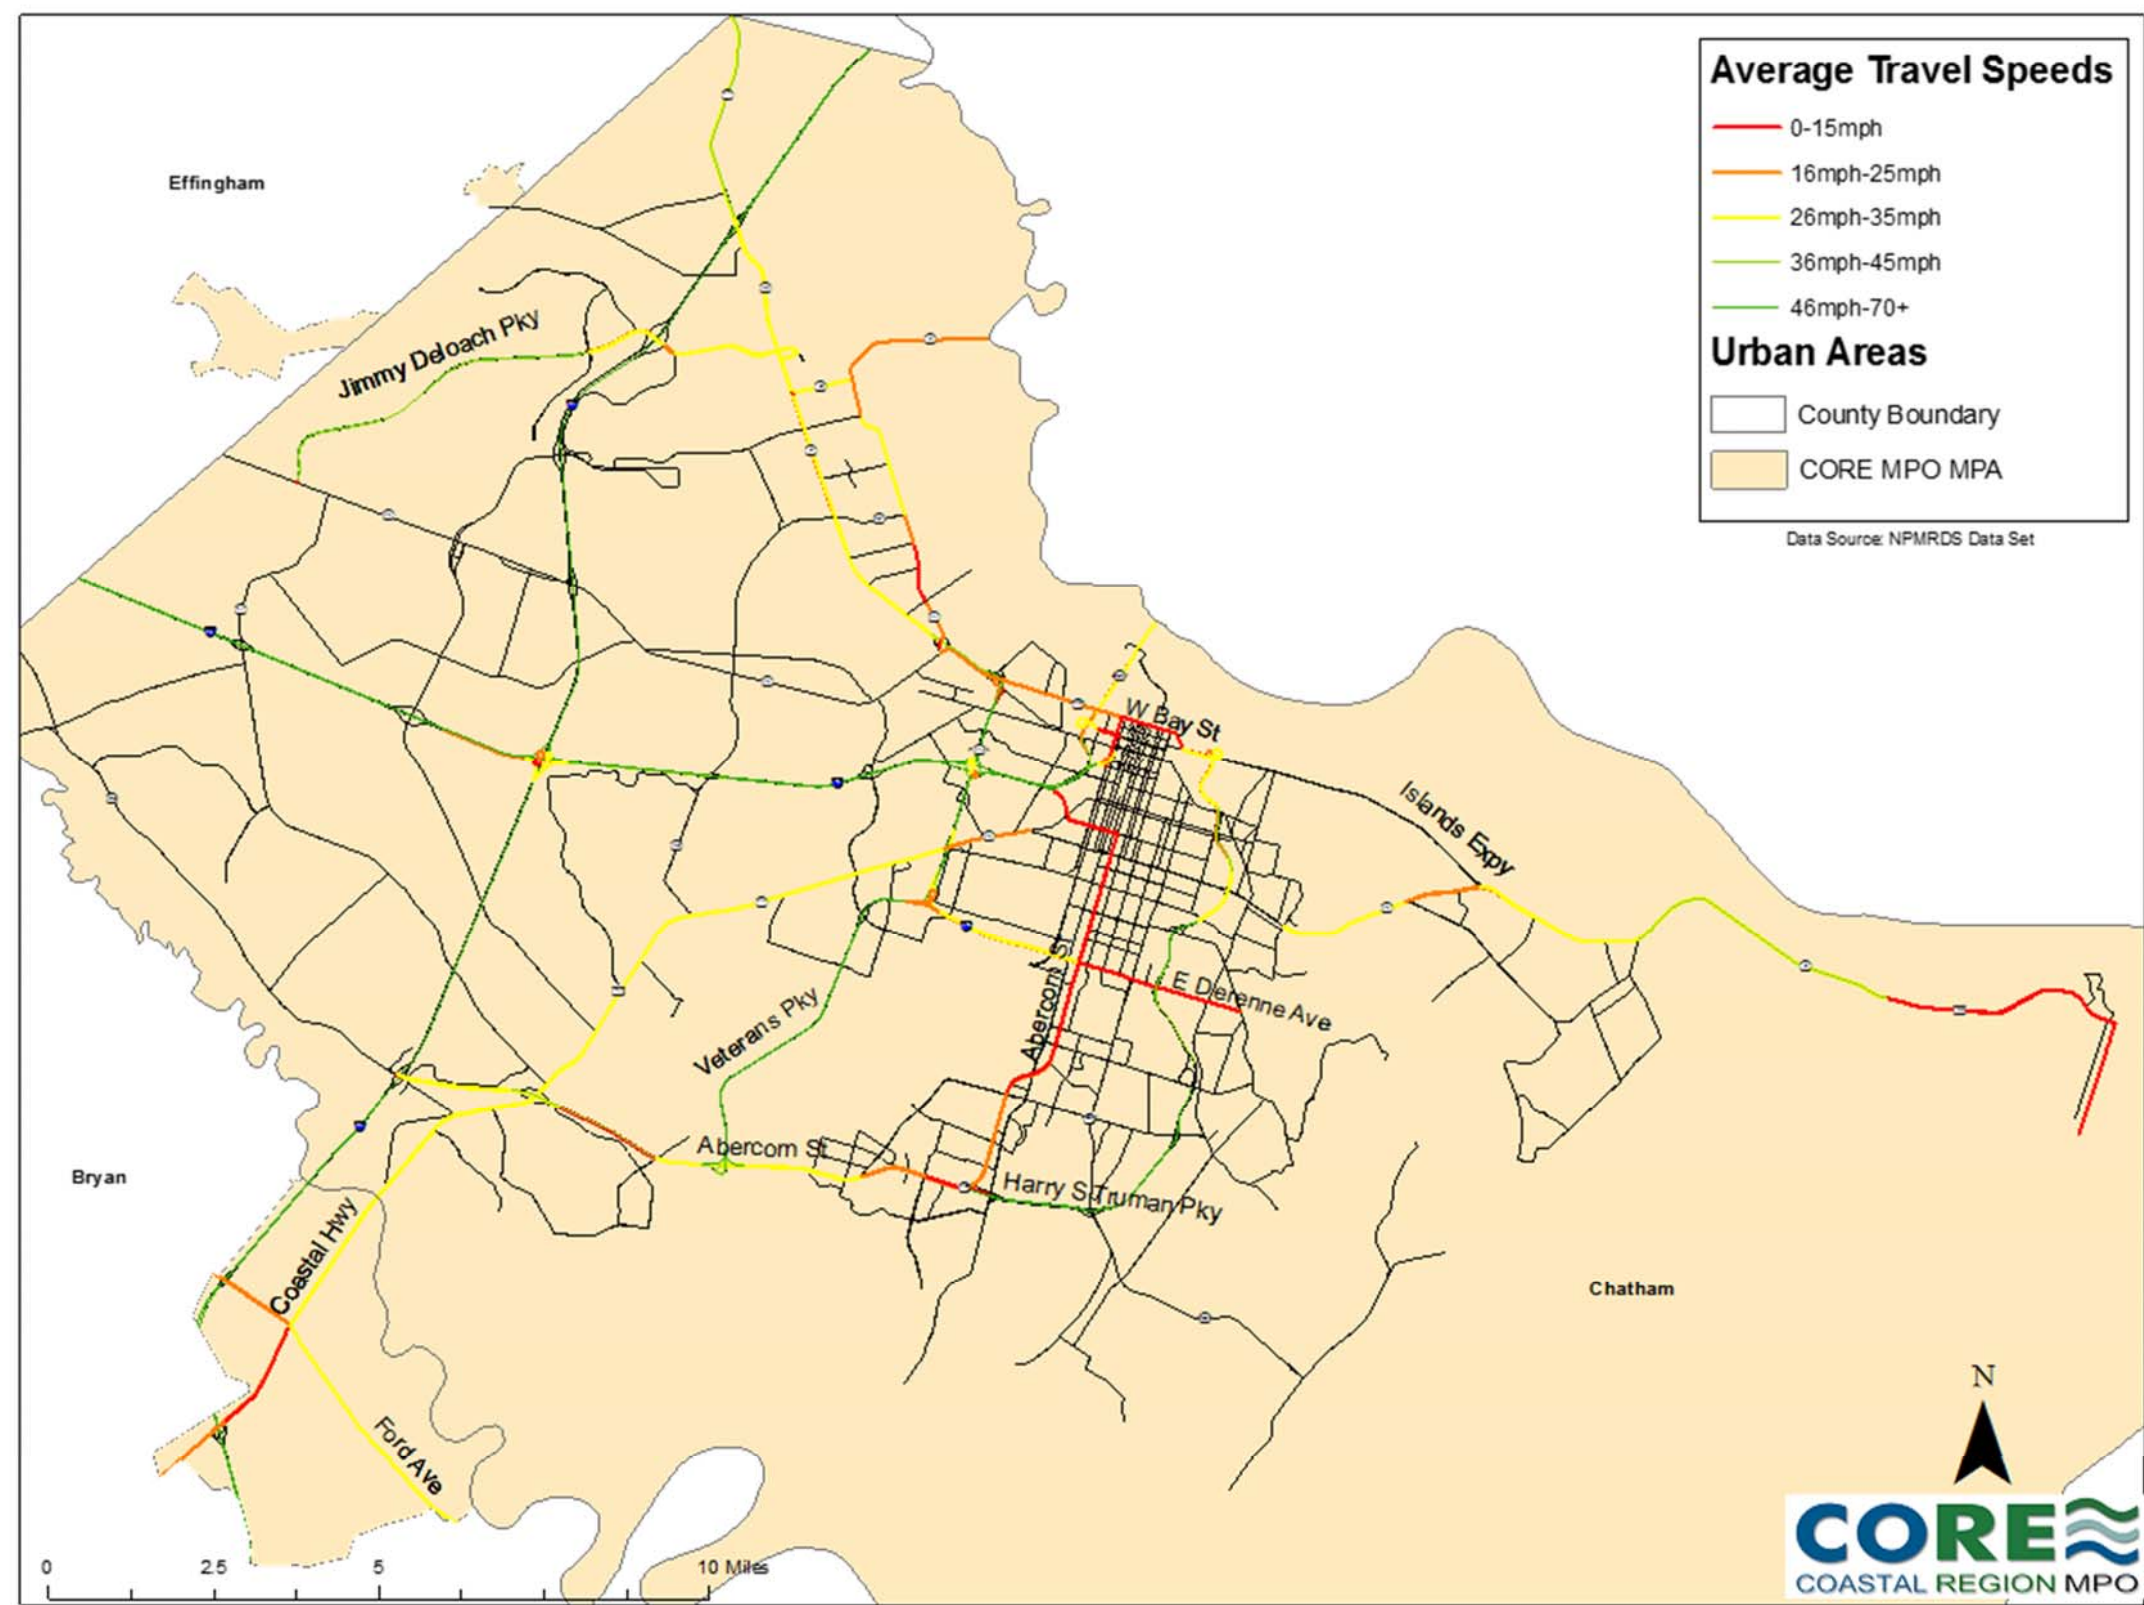 Average Travel Speeds
0-15mph
16mph-25mph
26mph-35mph
36mph-45mph
46mph-70+
Urban Areas
County Boundary
CORE MPO MPA
Data Source: NPMRDS Data Set
Effingham
Jimmy Deloach Pky
W Bay St
Islands Expy
Abercorn St
E Derenne Ave
Veterans Pky
Abercorn St
Harry S Truman Pky
Bryan
Coastal Hwy
Chatham
Ford Ave
N
0 2.5 5 10 Miles
CORE
COASTAL REGION MPO